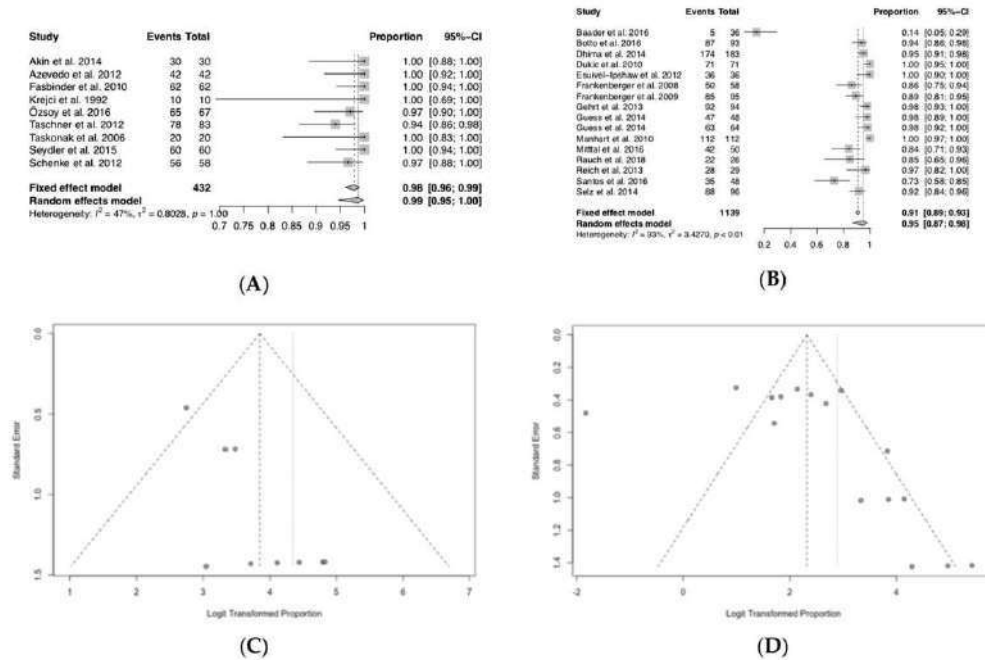 Study Events Total Proportion 95%-CI
Akin et al. 2014 30 30 1.00 [0.88; 1.00]
Azevedo et al. 2012 42 42 1.00 [0.92; 1.00]
Fasbinder et al. 2010 62 62 1.00 [0.94; 1.00]
Krejci et al. 1992 10 10 1.00 [0.69; 1.00]
Özsoy et al. 2016 65 67 0.97 [0.90; 1.00]
Taschner et al. 2012 78 83 0.94 [0.86; 0.98]
Taskonak et al. 2006 20 20 1.00 [0.83; 1.00]
Seydler et al. 2015 60 60 1.00 [0.94; 1.00]
Schenke et al. 2012 56 58 0.97 [0.88; 1.00]
Fixed effect model 432 0.98 [0.96; 0.99]
Random effects model 0.99 [0.95; 1.00]
Heterogeneity: I² = 47%, τ² = 0.8028, p = 1.00
0.7 0.75 0.8 0.85 0.9 0.95 1
(A)
Study Events Total Proportion 95%-CI
Baader et al. 2016 5 36 0.14 [0.05; 0.29]
Botto et al. 2016 87 93 0.94 [0.86; 0.98]
Dhima et al. 2014 174 183 0.95 [0.91; 0.98]
Dukic et al. 2010 71 71 1.00 [0.95; 1.00]
et al. 2012 36 36 1.00 [0.90; 1.00]
Frankenberger et al. 2008 50 58 0.86 [0.75; 0.94]
Frankenberger et al. 2009 85 95 0.89 [0.81; 0.95]
Gehrt et al. 2013 92 94 0.98 [0.93; 1.00]
Guess et al. 2014 47 48 0.98 [0.89; 1.00]
Guess et al. 2014 63 64 0.98 [0.92; 1.00]
Manhart et al. 2010 112 112 1.00 [0.97; 1.00]
Mittal et al. 2016 42 50 0.84 [0.71; 0.93]
Rauch et al. 2018 22 26 0.85 [0.65; 0.96]
Reich et al. 2013 28 29 0.97 [0.82; 1.00]
Santos et al. 2016 35 48 0.73 [0.58; 0.85]
Selz et al. 2014 88 96 0.92 [0.84; 0.96]
Fixed effect model 1139 0.91 [0.89; 0.93]
Random effects model 0.95 [0.87; 0.98]
Heterogeneity: I² = 93%, τ² = 3.4270, p < 0.01
0.2 0.4 0.6 0.8 1
(B)
0.0
0.5
1.0
1.5
Standard Error
1 2 3 4 5 6 7
Logit Transformed Proportion
(C)
0.0
0.2
0.4
0.6
0.8
1.0
1.2
1.4
Standard Error
-2 0 2 4
Logit Transformed Proportion
(D)